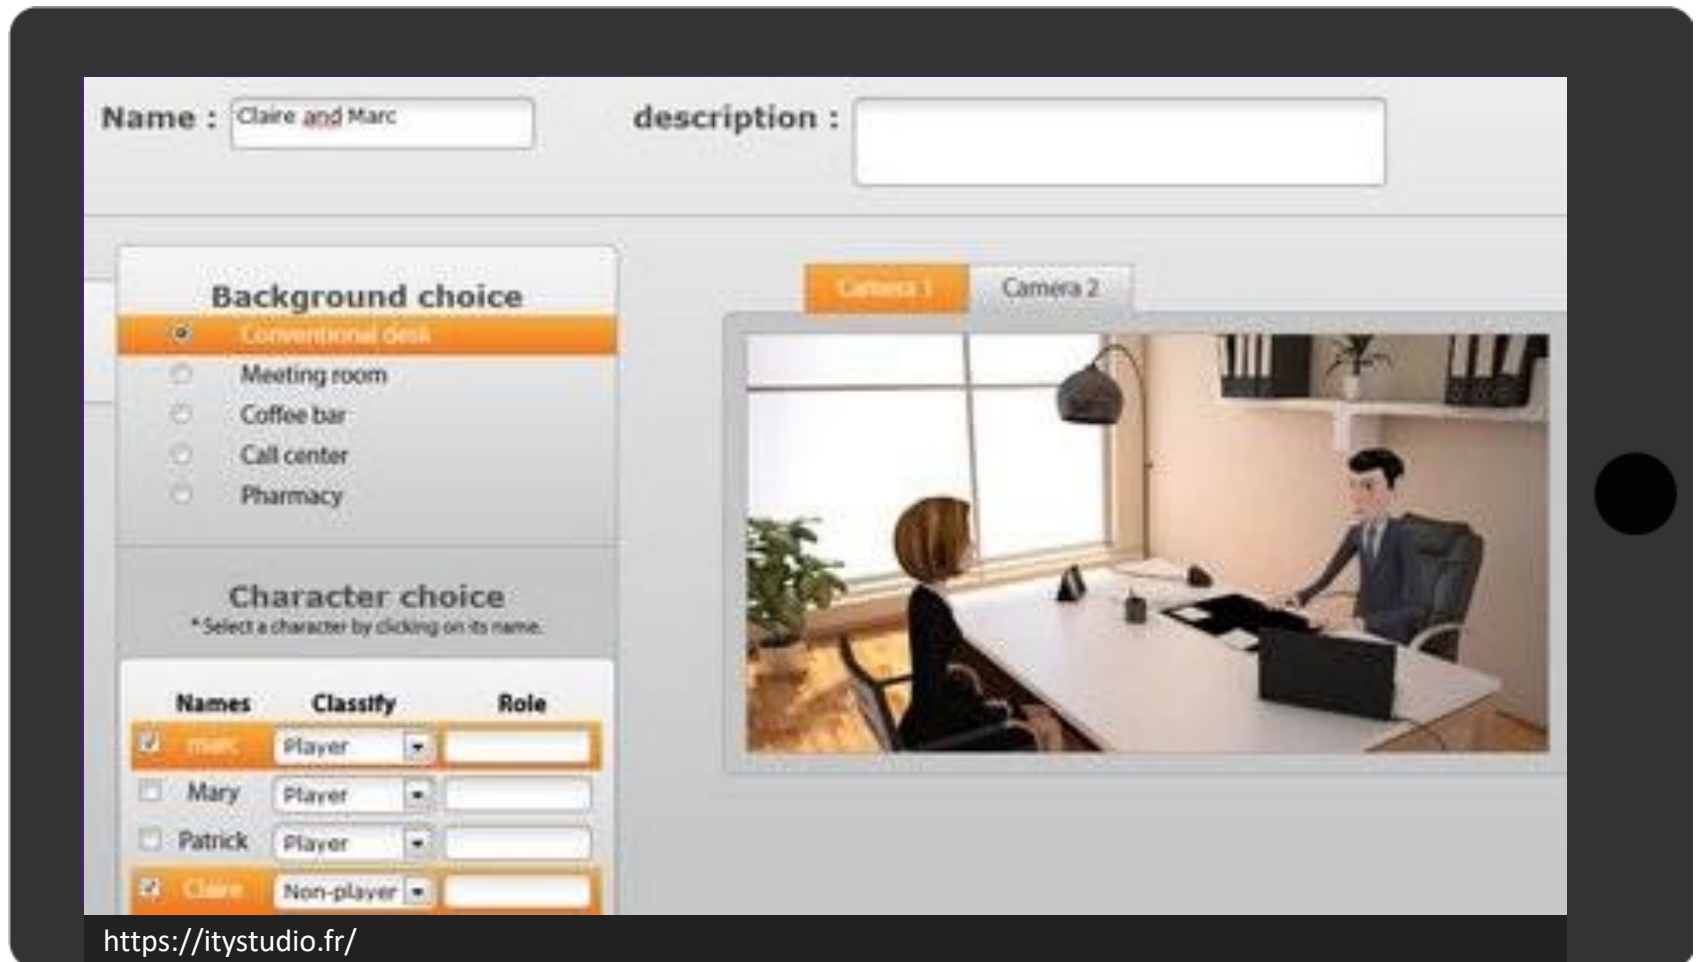 Name : Claire and Marc
description :
Background choice
Conventional desk
Meeting room
Coffee bar
Call center
Pharmacy
Character choice
* Select a character by clicking on its name.
Names Classify Role
marc Player
Mary Player
Patrick Player
Claire Non-player
Camera 1 Camera 2
https://itystudio.fr/